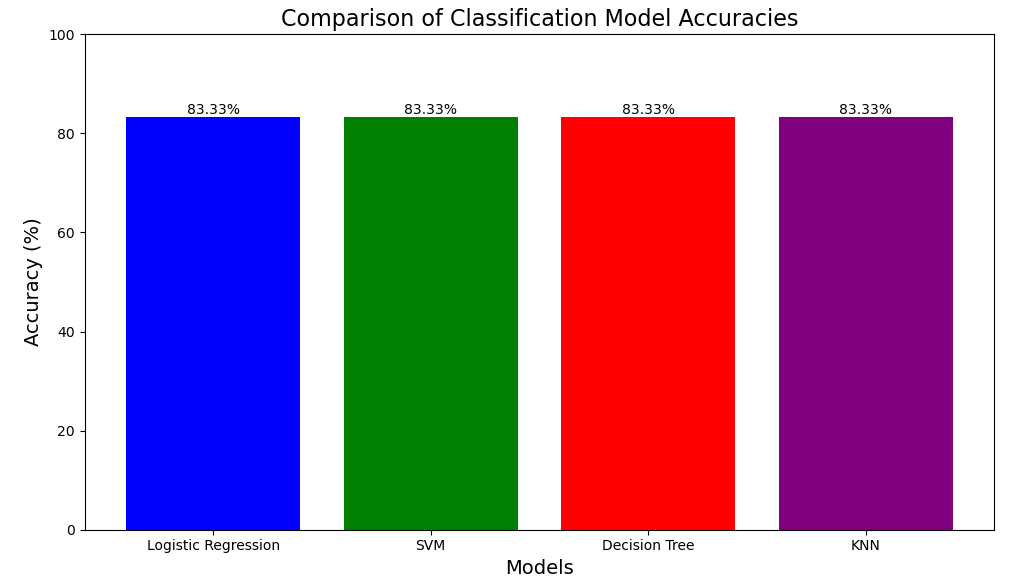 Comparison of Classification Model Accuracies
100
80
60
40
20
0
Accuracy (%)
83.33% 83.33% 83.33% 83.33%
Logistic Regression SVM Decision Tree KNN
Models